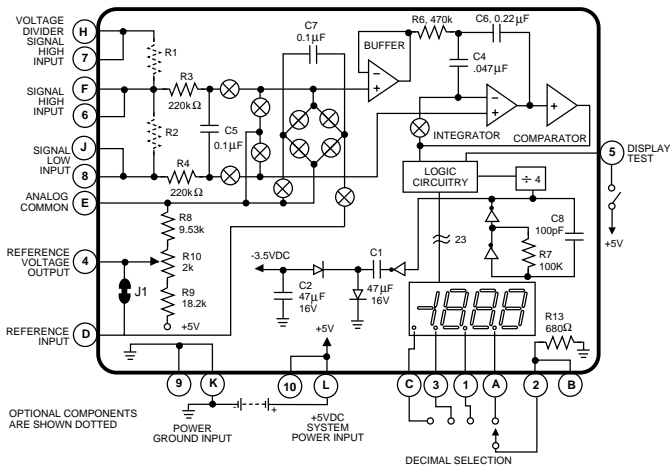 VOLTAGE
DIVIDER
SIGNAL
HIGH
INPUT
H
7
R1
SIGNAL HIGH
INPUT
F
6
R3
220kΩ
R2
C5
0.1µF
SIGNAL LOW
INPUT
J
8
R4
220kΩ
ANALOG
COMMON
E
C7
0.1µF
BUFFER
R6, 470k
C6, 0.22µF
C4
.047µF
−
+
−
+
INTEGRATOR
+
COMPARATOR
5
DISPLAY
TEST
+5V
LOGIC
CIRCUITRY
÷ 4
C8
100pF
R7
100K
23
R8
9.53k
REFERENCE
VOLTAGE
OUTPUT
4
R10
2k
J1
R9
18.2k
+5V
REFERENCE
INPUT
D
-3.5VDC
C1
47µF
16V
C2
47µF
16V
-1888
R13
680Ω
+5V
9
K
10
L
C
3
1
A
2
B
OPTIONAL COMPONENTS
ARE SHOWN DOTTED
POWER
GROUND INPUT
- +
+5VDC
SYSTEM
POWER INPUT
DECIMAL SELECTION